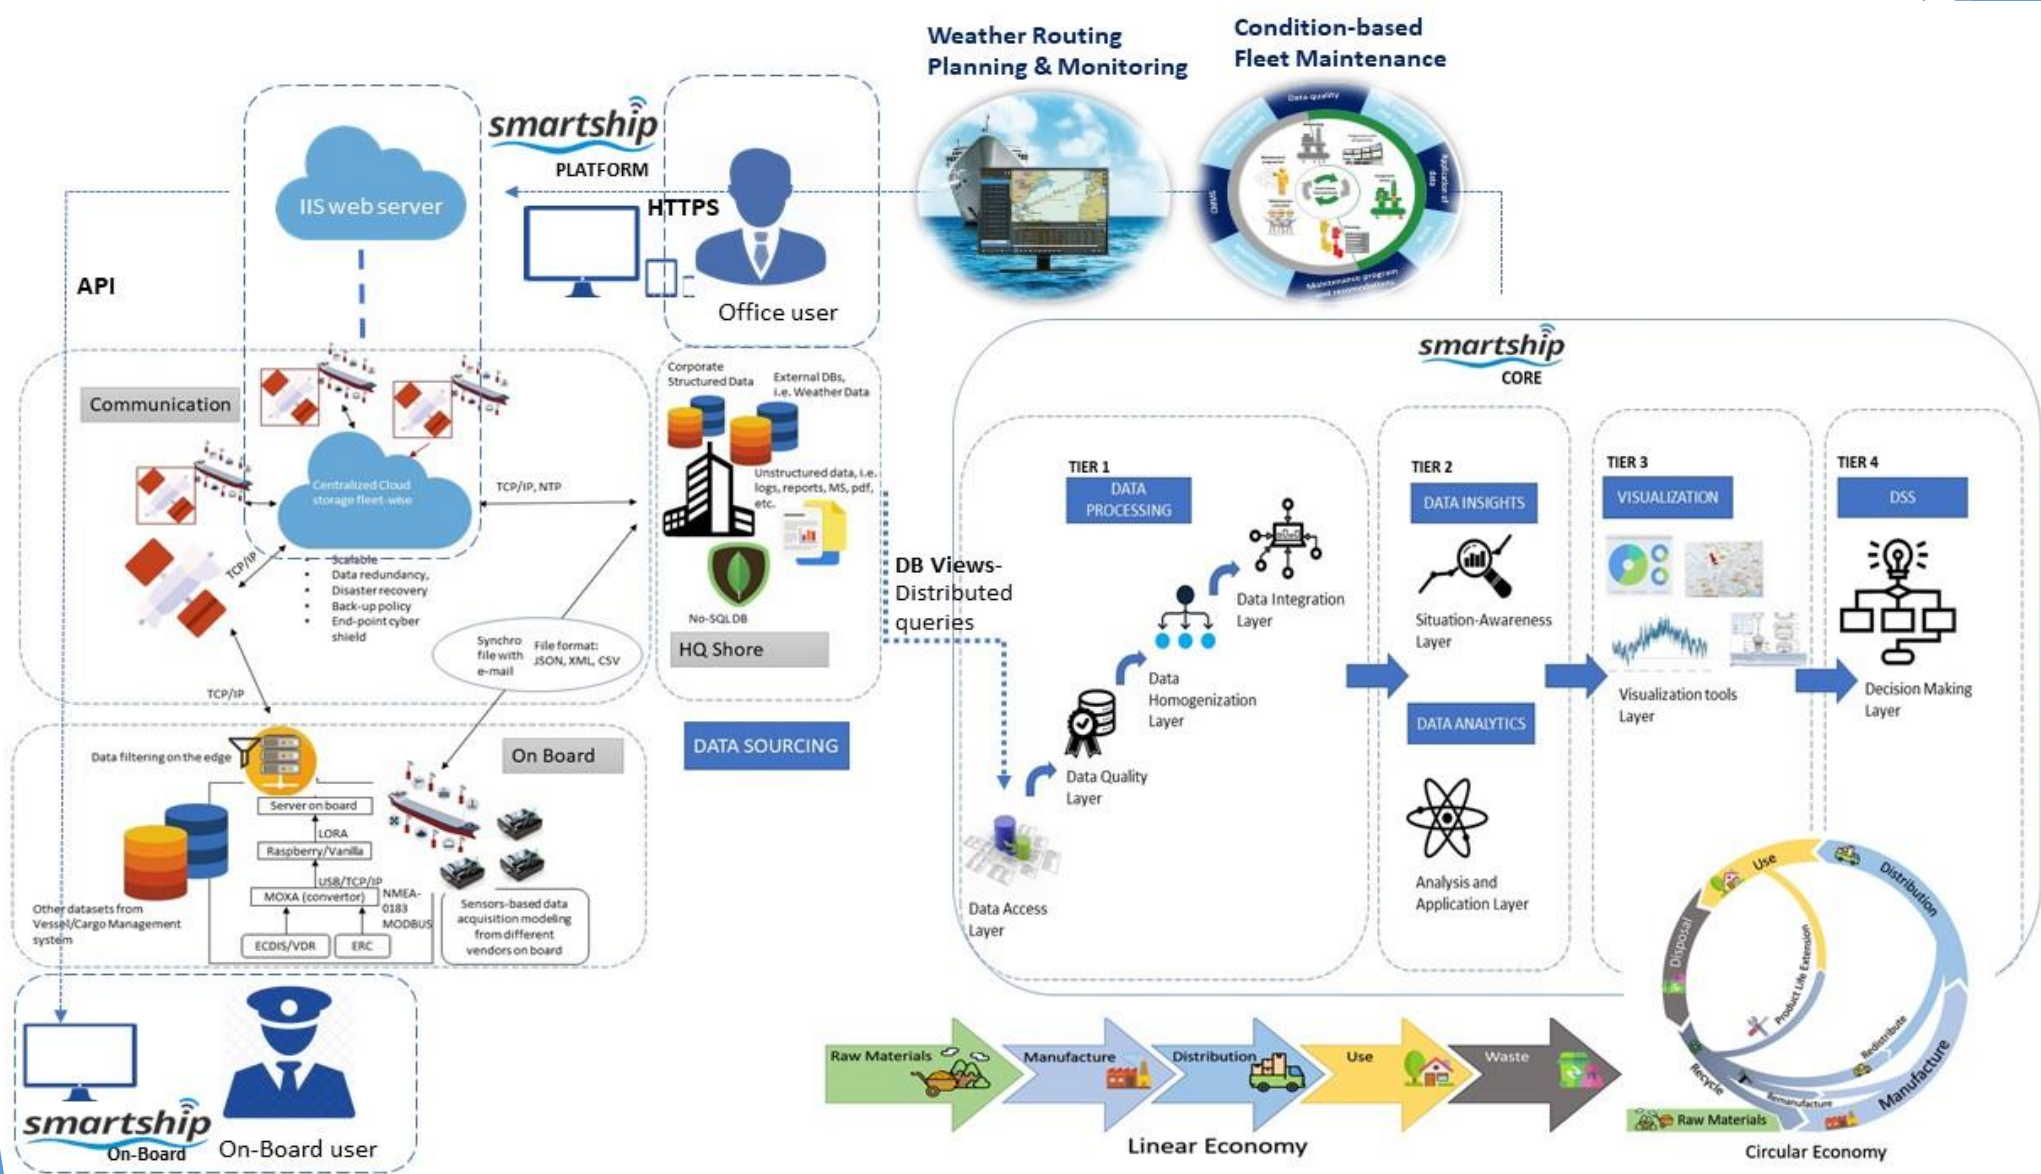 Weather Routing
Planning & Monitoring
Condition-based
Fleet Maintenance
Data quality
Application of
data
Maintenance program
smartship
PLATFORM
IIS web server
HTTPS
API
Office user
Communication
Centralized Cloud
storage fleet-wise
TCP/IP, NTP
TCP/IP
• Scalable
• Data redundancy,
• Disaster recovery
• Back-up policy
• End-point cyber
shield
TCP/IP
Synchro
file with
e-mail
File format:
JSON, XML, CSV
Corporate
Structured Data
External DBs,
i.e. Weather Data
Unstructured data, i.e.
logs, reports, MS, pdf,
etc.
No-SQL DB
HQ Shore
DATA SOURCING
DB Views-
Distributed
queries
On Board
Data filtering on the edge
Server on board
LORA
Raspberry/Vanilla
USB/TCP/IP
MOXA (convertor)
NMEA-
0183
MODBUS
ECDIS/VDR
ERC
Other datasets from
Vessel/Cargo Management
system
Sensors-based data
acquisition modeling
from different
vendors on board
smartship
On-Board
On-Board user
smartship
CORE
TIER 1
DATA
PROCESSING
Data Access
Layer
Data Quality
Layer
Data
Homogenization
Layer
Data Integration
Layer
TIER 2
DATA INSIGHTS
Situation-Awareness
Layer
DATA ANALYTICS
Analysis and
Application Layer
TIER 3
VISUALIZATION
Visualization tools
Layer
TIER 4
DSS
Decision Making
Layer
Raw Materials
Manufacture
Distribution
Use
Waste
Linear Economy
Use
Distribution
Disposal
Product Life Extension
Redistribute
Recycle
Remanufacture
Manufacture
Raw Materials
Circular Economy